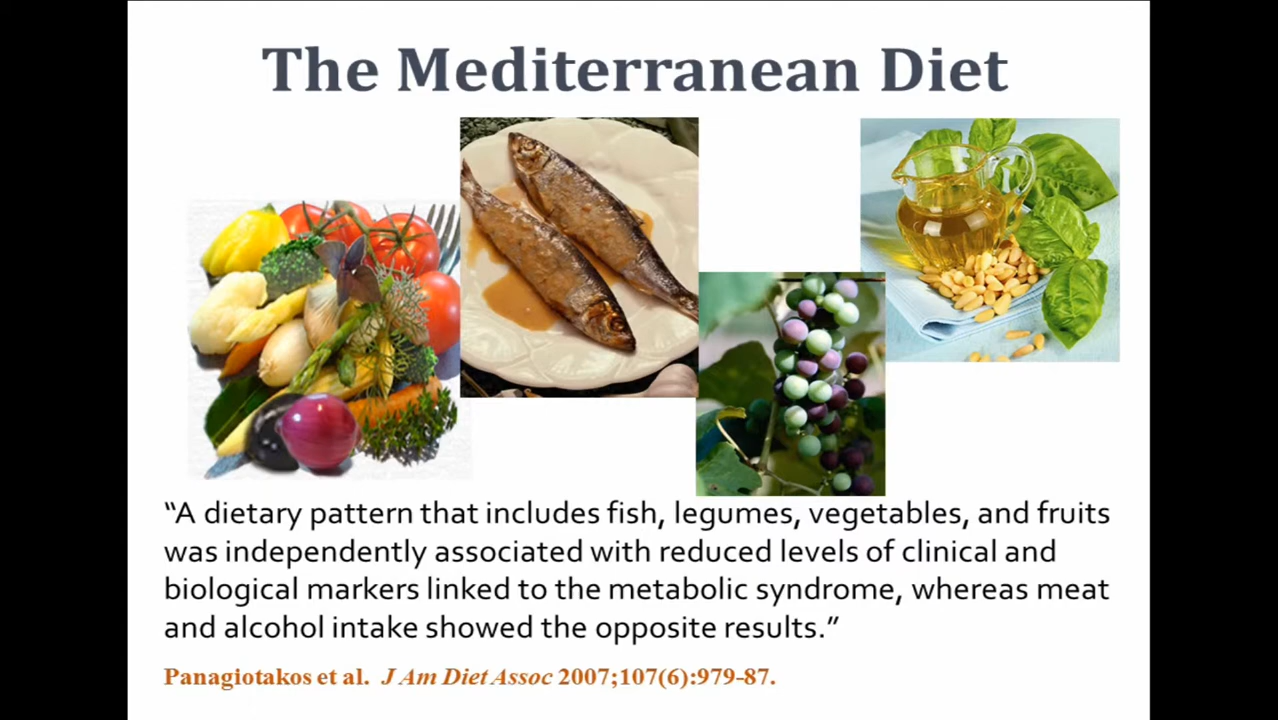 The Mediterranean Diet
“A dietary pattern that includes fish, legumes, vegetables, and fruits
was independently associated with reduced levels of clinical and
biological markers linked to the metabolic syndrome, whereas meat
and alcohol intake showed the opposite results.”
Panagiotakos et al. J Am Diet Assoc 2007;107(6):979-87.